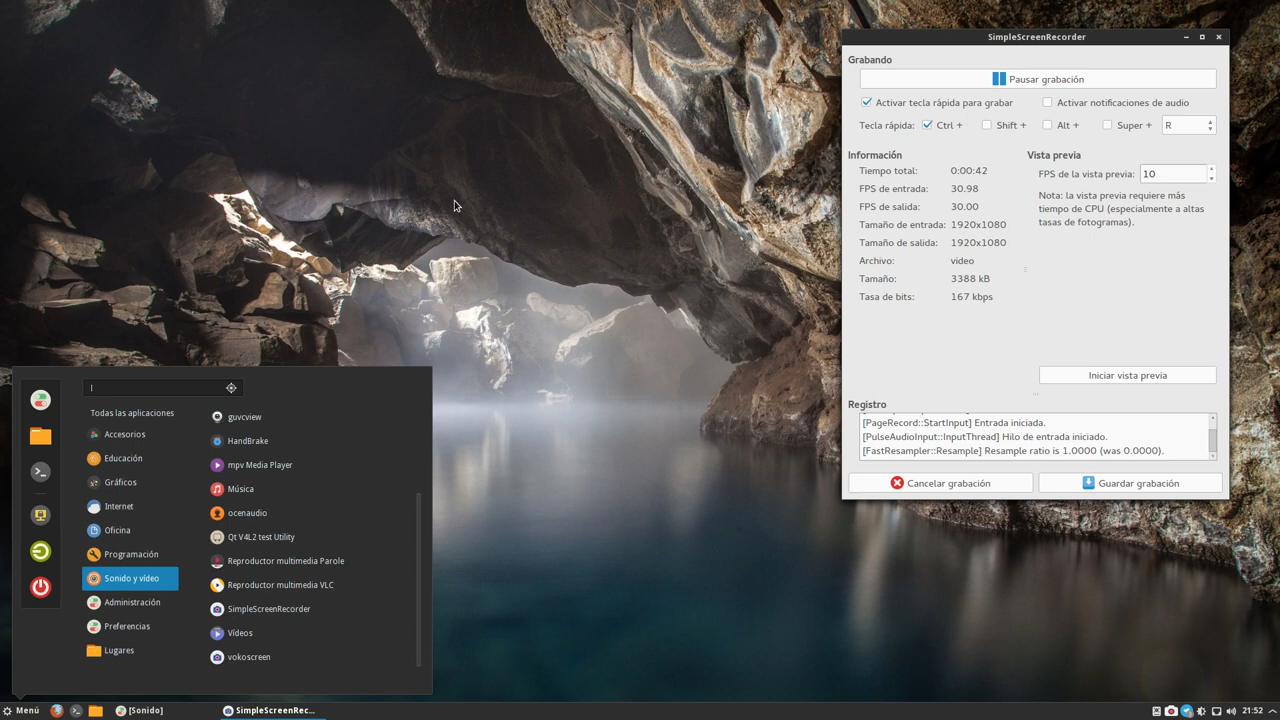 SimpleScreenRecorder
Grabando
Pausar grabación
Activar tecla rápida para grabar
Activar notificaciones de audio
Tecla rápida: Ctrl + Shift + Alt + Super + R
Información
Tiempo total: 0:00:42
FPS de entrada: 30.98
FPS de salida: 30.00
Tamaño de entrada: 1920x1080
Tamaño de salida: 1920x1080
Archivo: video
Tamaño: 3388 kB
Tasa de bits: 167 kbps
Vista previa
FPS de la vista previa: 10
Nota: la vista previa requiere más
tiempo de CPU (especialmente a altas
tasas de fotogramas).
Iniciar vista previa
Registro
[PageRecord::StartInput] Entrada iniciada.
[PulseAudioInput::InputThread] Hilo de entrada iniciado.
[FastResampler::Resample] Resample ratio is 1.0000 (was 0.0000).
Cancelar grabación
Guardar grabación
Todas las aplicaciones
Accesorios
Educación
Gráficos
Internet
Oficina
Programación
Sonido y vídeo
Administración
Preferencias
Lugares
guvcview
HandBrake
mpv Media Player
Música
ocenaudio
Qt V4L2 test Utility
Reproductor multimedia Parole
Reproductor multimedia VLC
SimpleScreenRecorder
Vídeos
vokoscreen
Menú
[Sonido]
SimpleScreenRec...
21:52